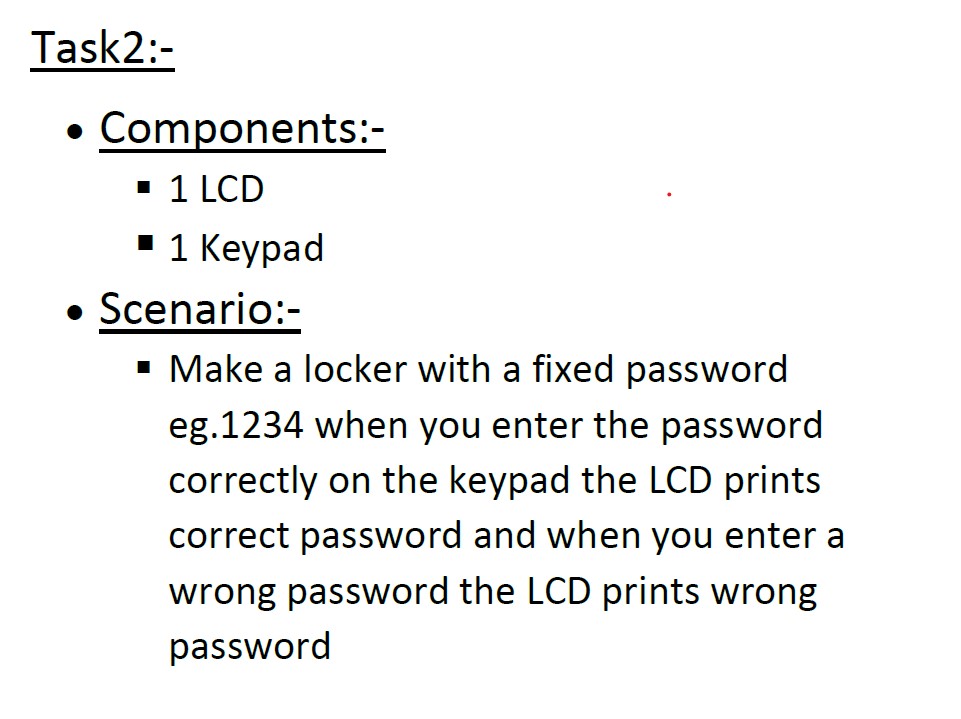 Task2:-
• Components:-
▪ 1 LCD
▪ 1 Keypad
• Scenario:-
▪ Make a locker with a fixed password
eg.1234 when you enter the password
correctly on the keypad the LCD prints
correct password and when you enter a
wrong password the LCD prints wrong
password